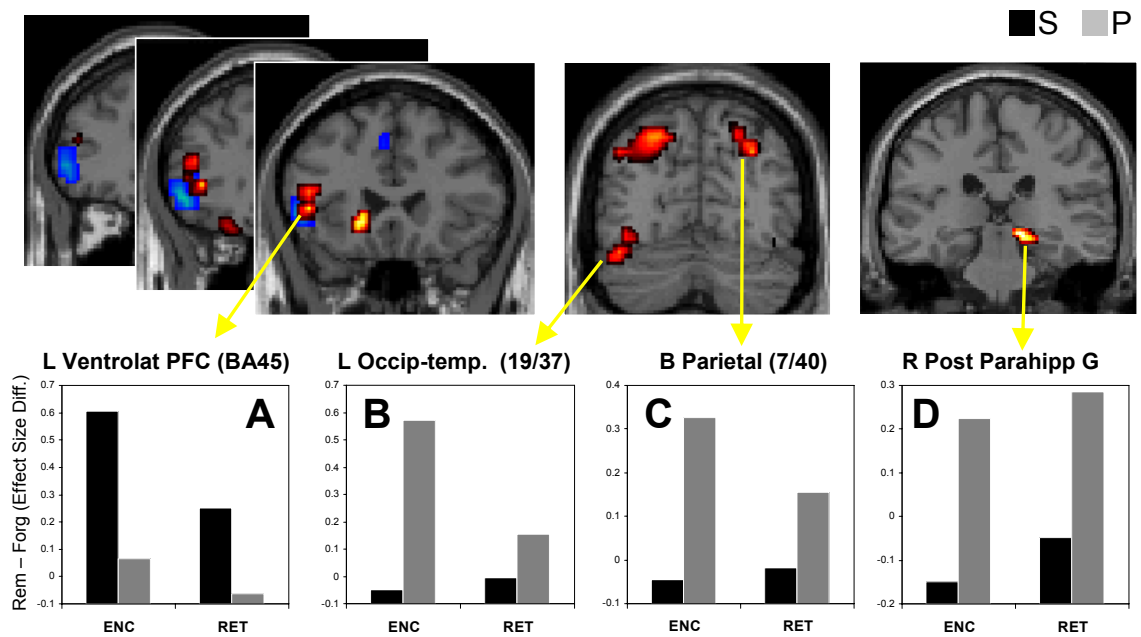 S P
L Ventrolat PFC (BA45) L Occip-temp. (19/37) B Parietal (7/40) R Post Parahipp G
Rem – Forg (Effect Size Diff.)
0.7
0.6
0.5
0.4
0.3
0.2
0.1
0
-0.1
A
ENC RET
0.7
0.6
0.5
0.4
0.3
0.2
0.1
0
-0.1
B
ENC RET
0.4
0.3
0.2
0.1
0
-0.1
C
ENC RET
0.3
0.2
0.1
0
-0.1
-0.2
D
ENC RET